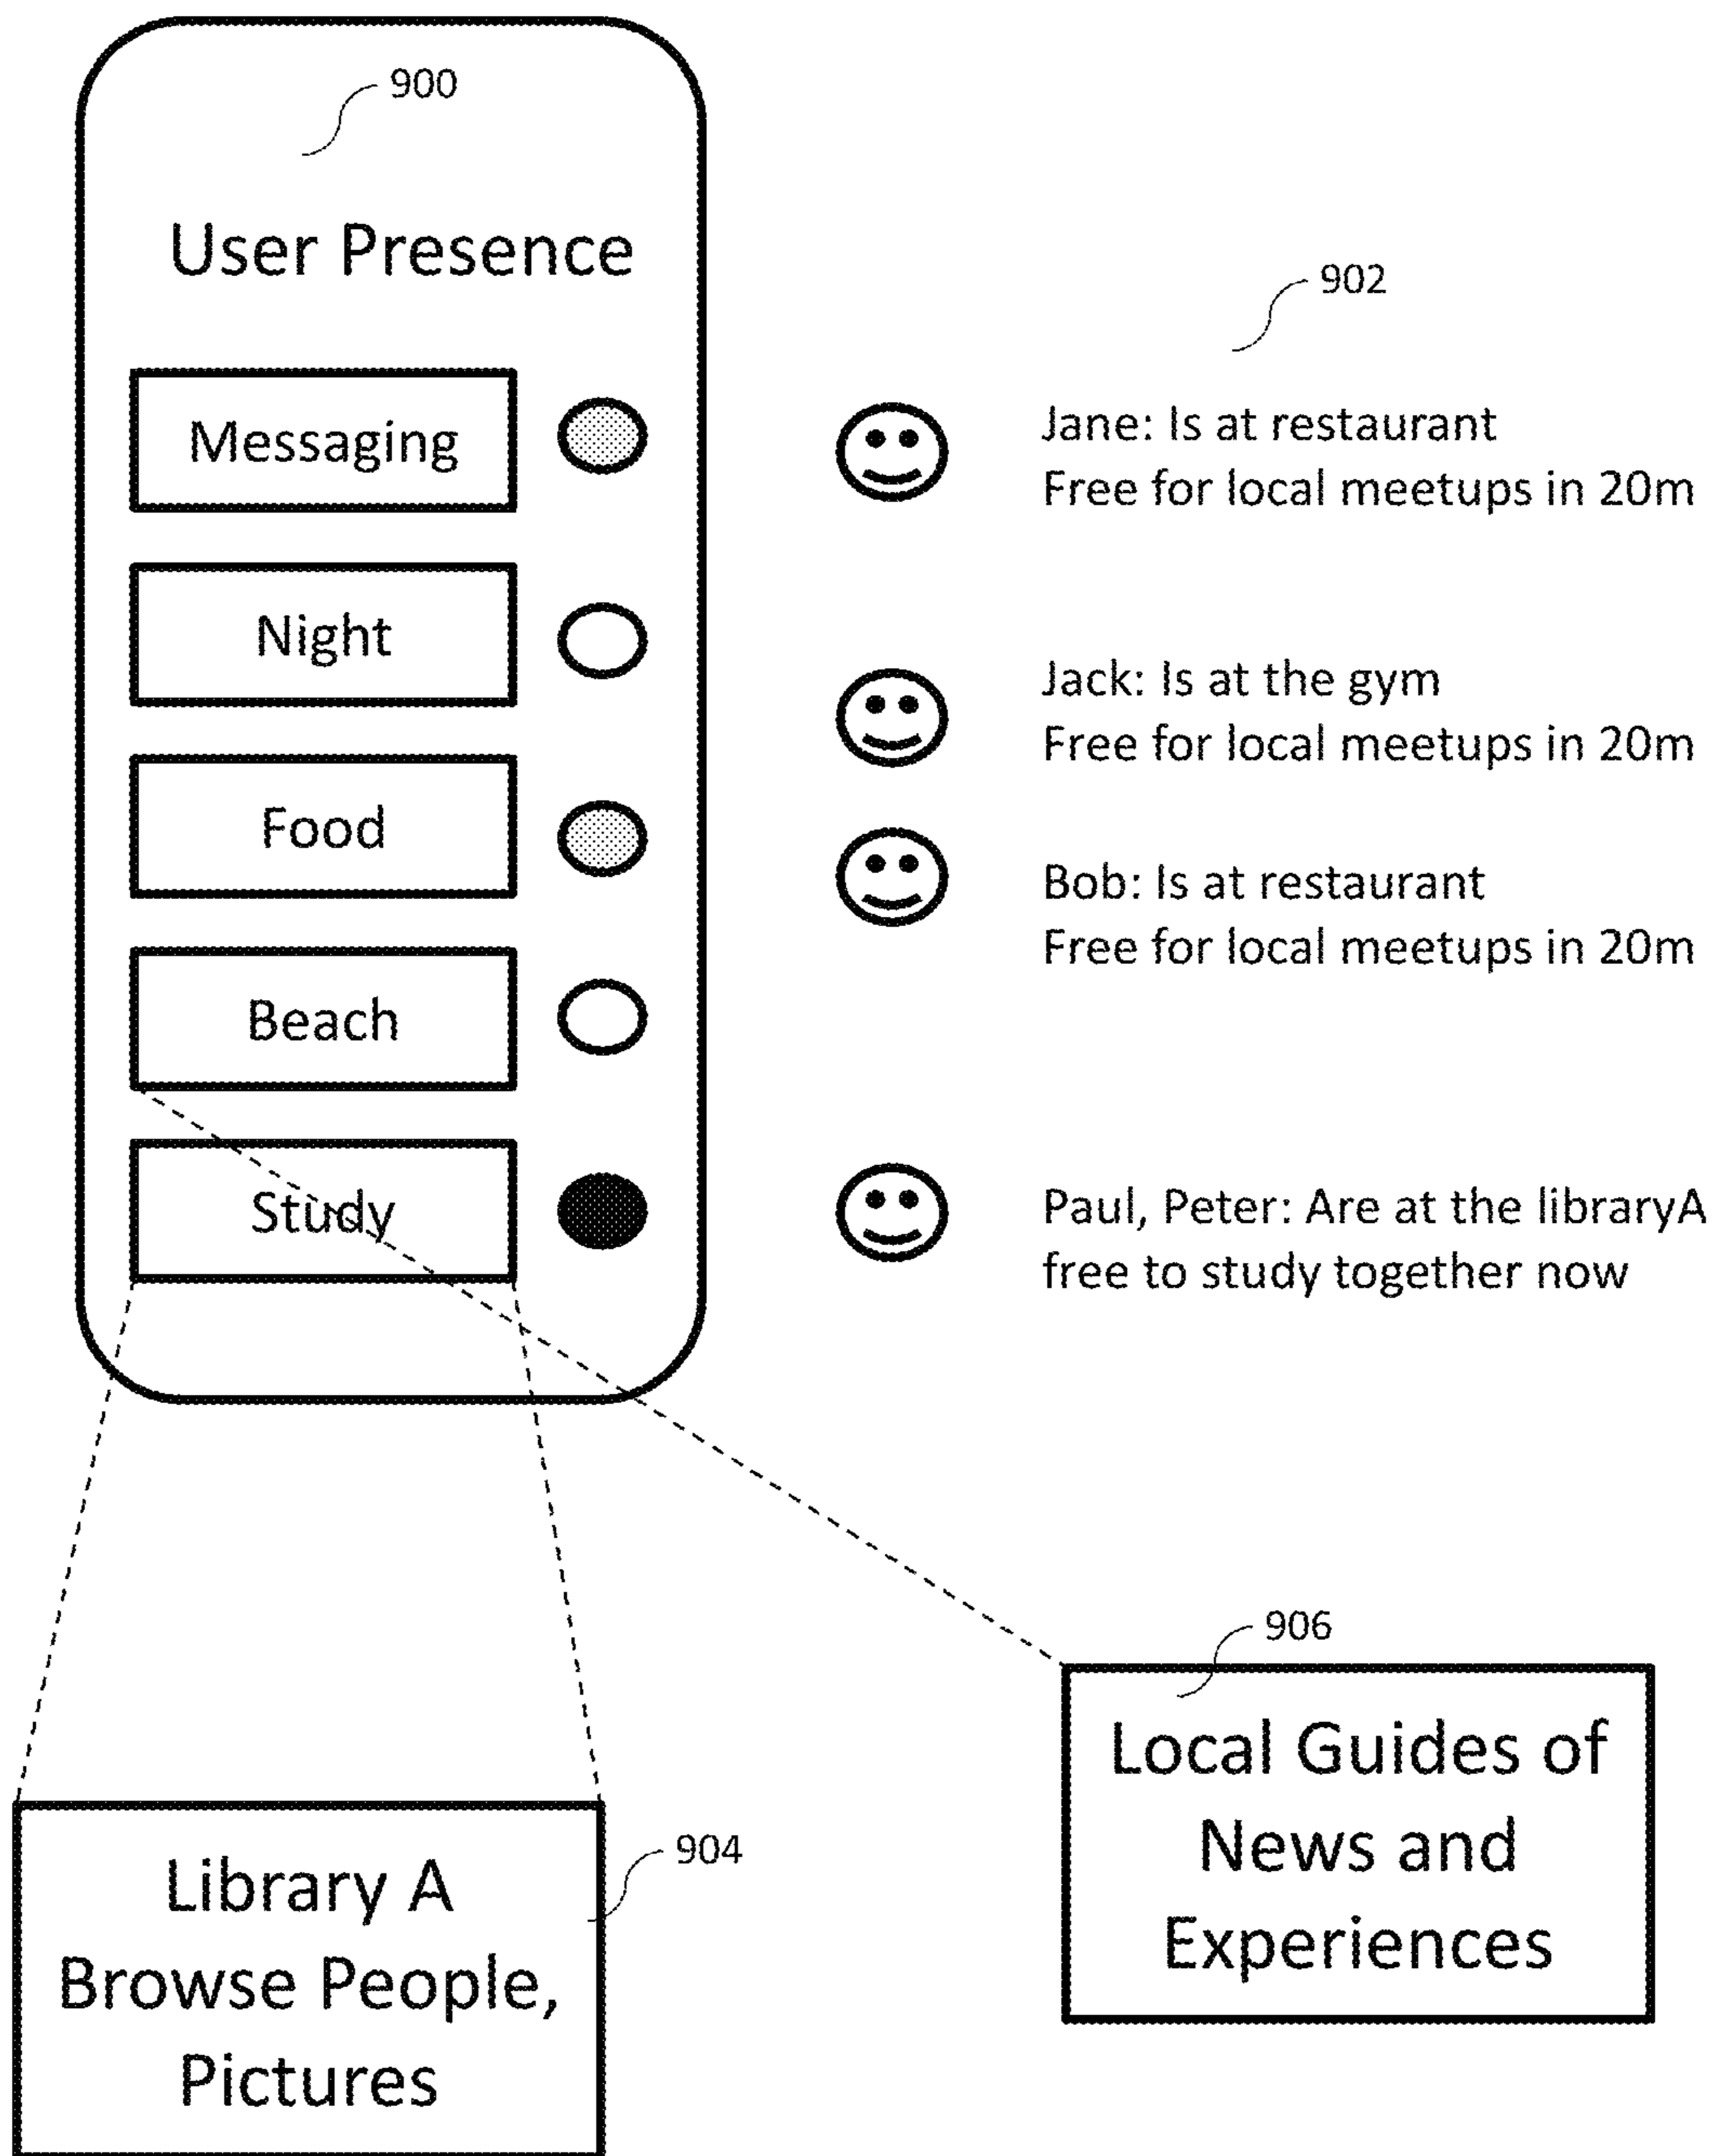 900
User Presence
902
Messaging
Jane: Is at restaurant
Free for local meetups in 20m
Night
Jack: Is at the gym
Free for local meetups in 20m
Food
Bob: Is at restaurant
Free for local meetups in 20m
Beach
Study
Paul, Peter: Are at the libraryA
free to study together now
906
Local Guides of
News and
Experiences
904
Library A
Browse People,
Pictures